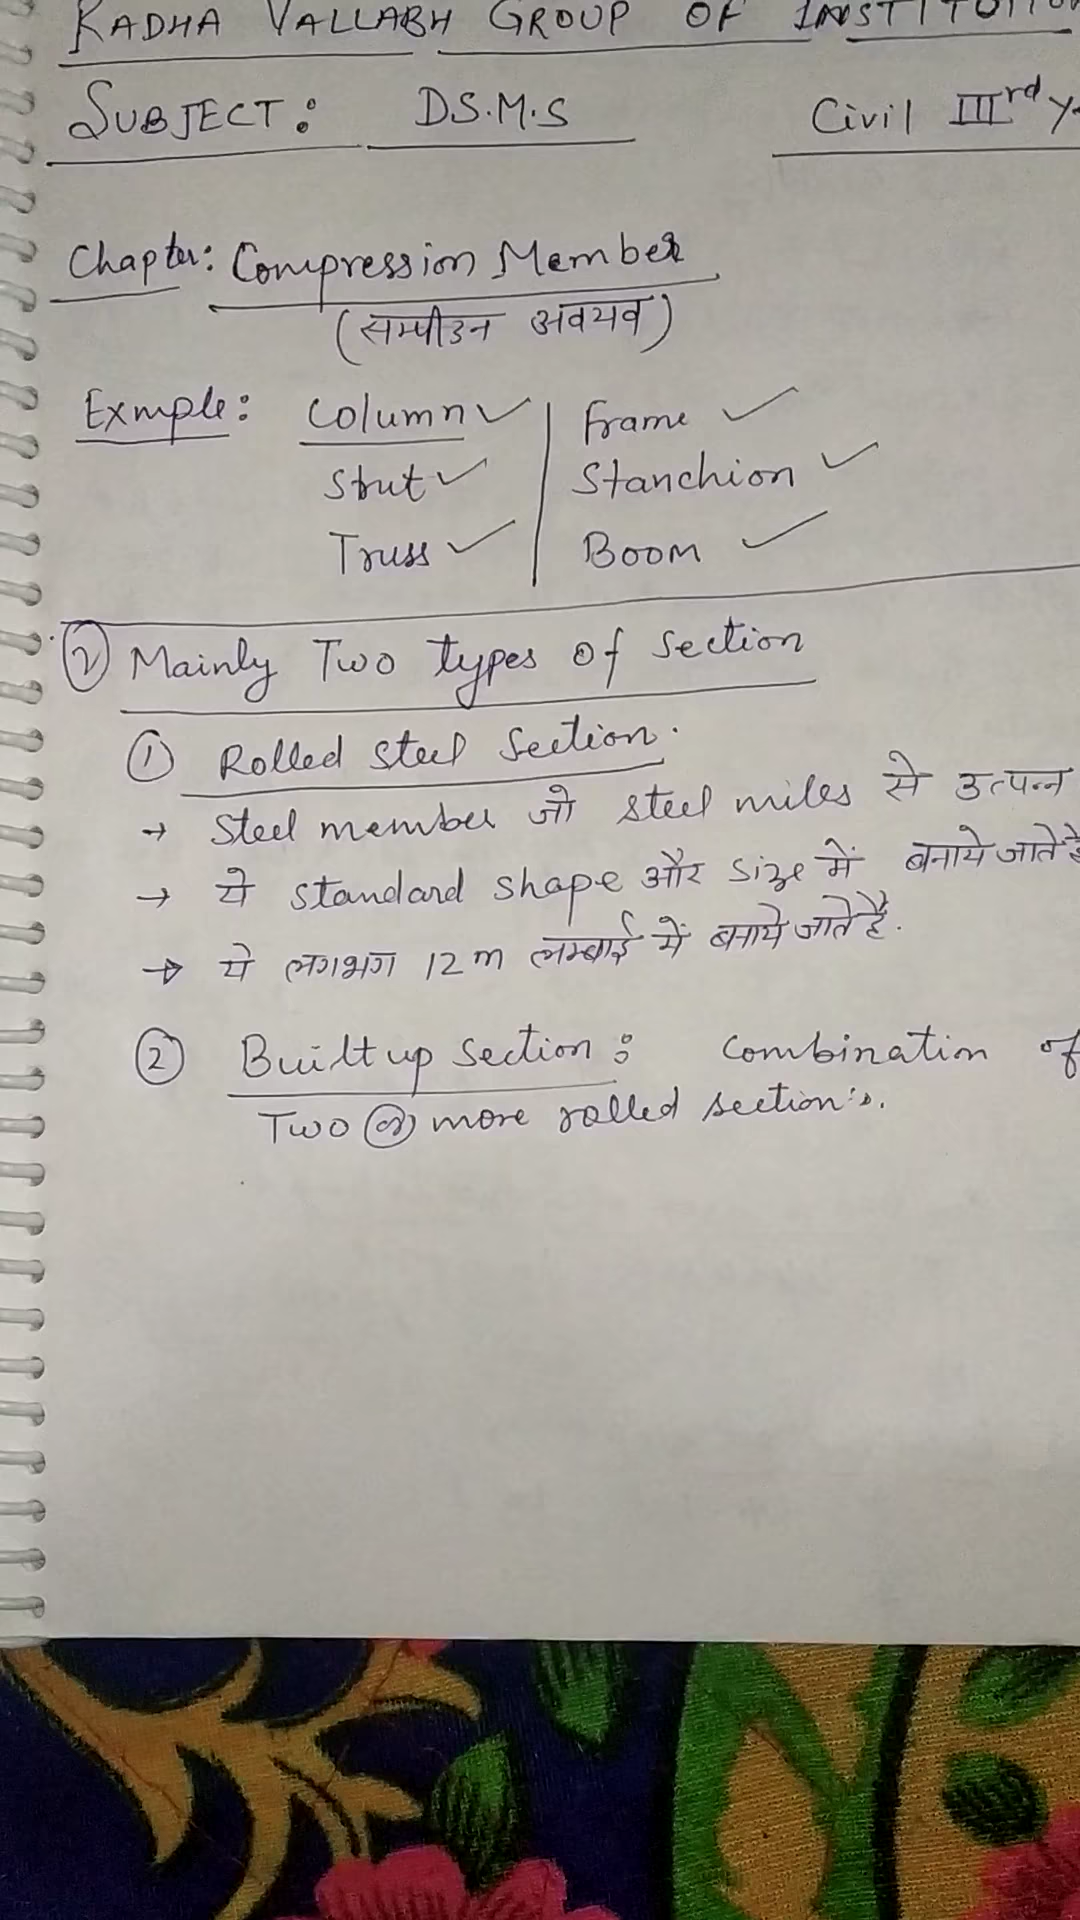 RADHA VALLABH GROUP OF INSTITUTION
SUBJECT: DS.M.S Civil IIIrd Y
Chapter: Compression Member
(सम्पीडन अवयव)
Exmple: Column ✓ | Frame ✓
Strut ✓ | Stanchion ✓
Truss ✓ | Boom ✓
② Mainly Two types of Section
① Rolled Steel Section.
→ Steel member जो steel miles से उत्पन्न
→ ये standard shape और size में बनाये जाते है
→ ये लगभग 12m लम्बाई में बनाये जाते है.
② Built up Section: Combination of
Two or more rolled section's.